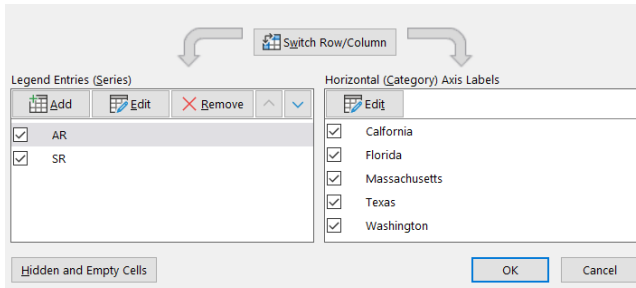 Switch Row/Column
Legend Entries (Series)
Add Edit Remove
AR
SR
Horizontal (Category) Axis Labels
Edit
Calfornia
Florida
Massachusetts
Texas
Washington
Hidden and Empty Cells
OK Cancel